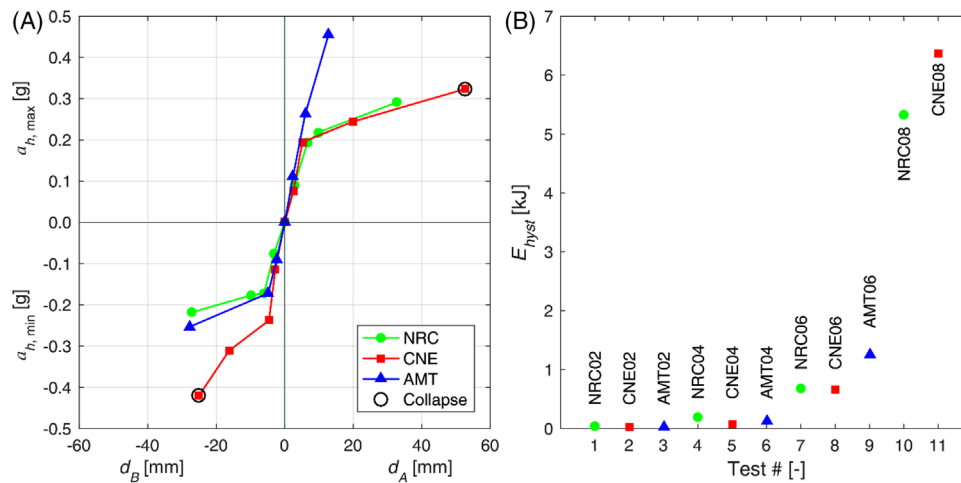 (A)
0.5
0.4
0.3
0.2
0.1
0.0
-0.1
-0.2
-0.3
-0.4
-0.5
a_h, max [g]
a_h, min [g]
NRC
CNE
AMT
Collapse
-60 -40 -20 0 20 40 60
d_B [mm] d_A [mm]
(B)
7
6
5
4
3
2
1
0
E_hyst [kJ]
NRC02
CNE02
AMT02
NRC04
CNE04
AMT04
NRC06
CNE06
AMT06
NRC08
CNE08
1 2 3 4 5 6 7 8 9 10 11
Test # [-]